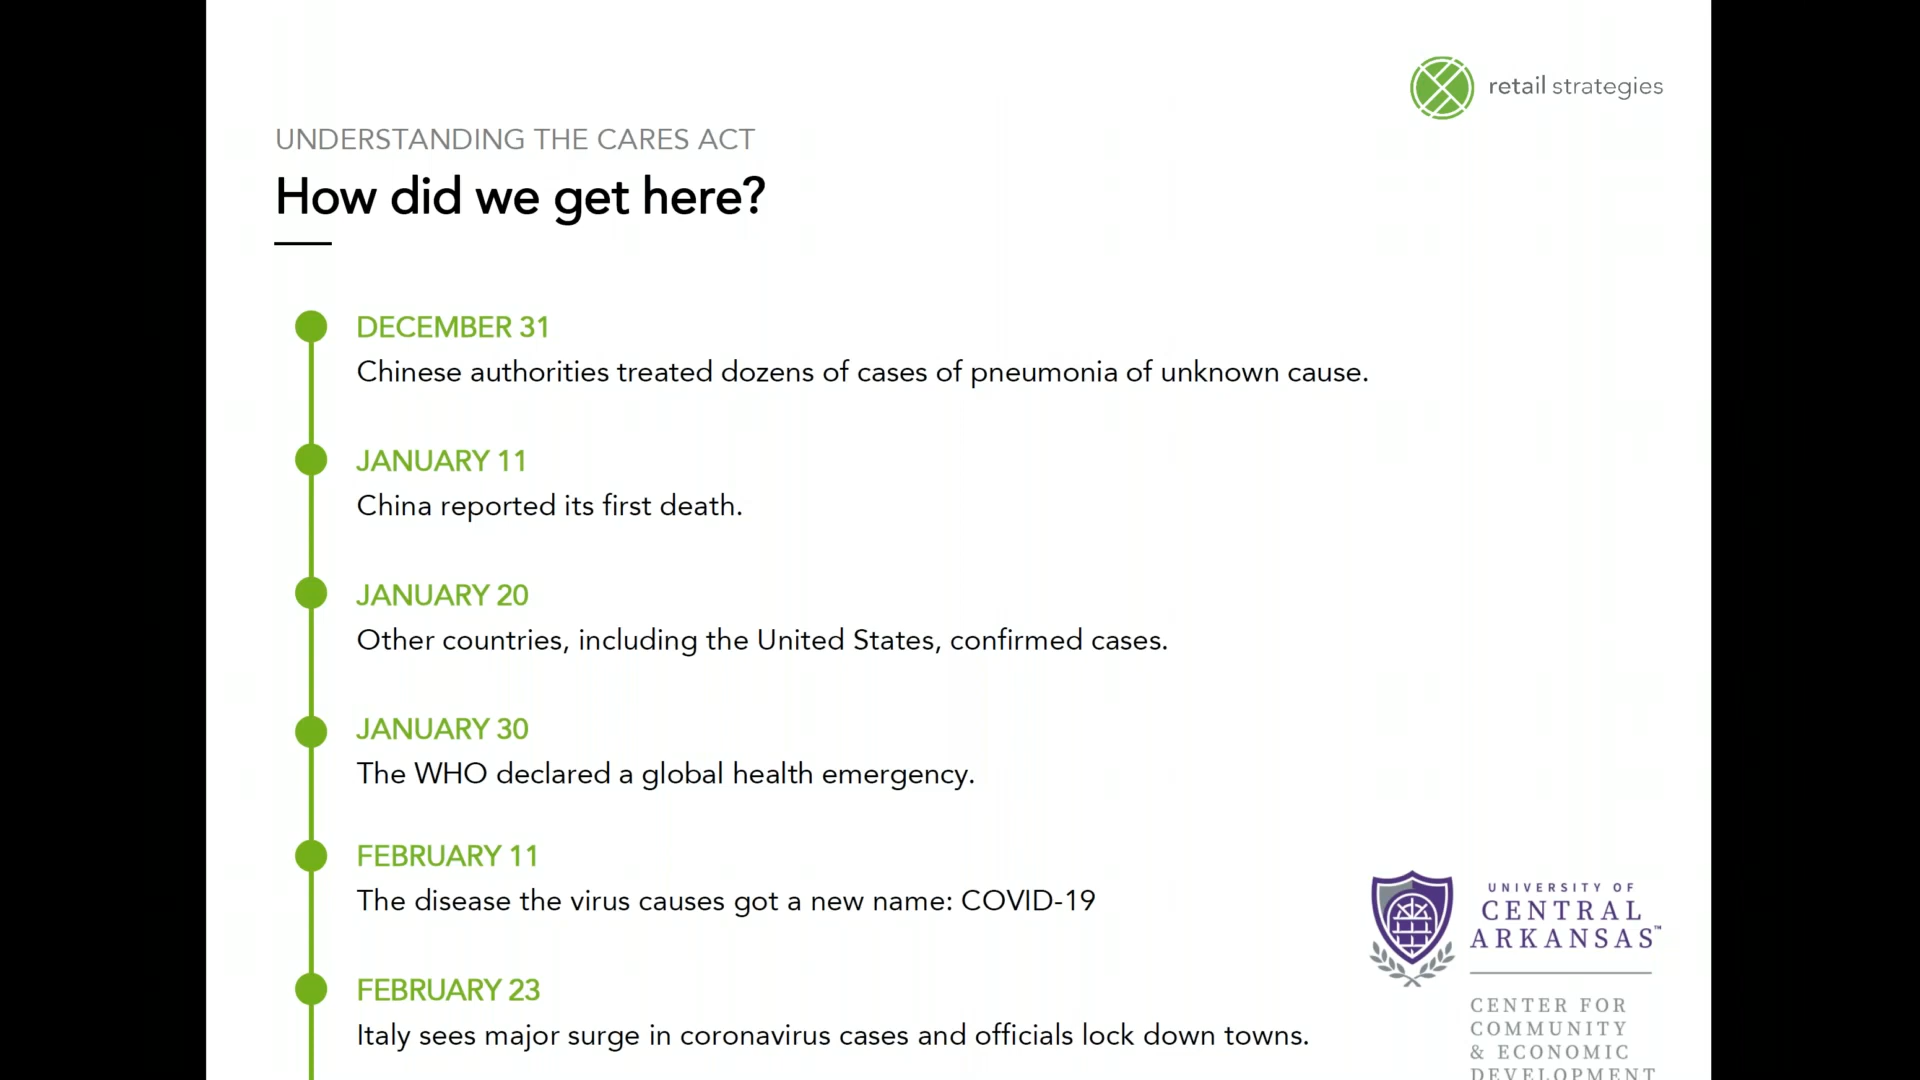 retail strategies
UNDERSTANDING THE CARES ACT
How did we get here?
DECEMBER 31
Chinese authorities treated dozens of cases of pneumonia of unknown cause.
JANUARY 11
China reported its first death.
JANUARY 20
Other countries, including the United States, confirmed cases.
JANUARY 30
The WHO declared a global health emergency.
FEBRUARY 11
The disease the virus causes got a new name: COVID-19
FEBRUARY 23
Italy sees major surge in coronavirus cases and officials lock down towns.
UNIVERSITY OF
CENTRAL
ARKANSAS™
CENTER FOR
COMMUNITY
& ECONOMIC
DEVELOPMENT